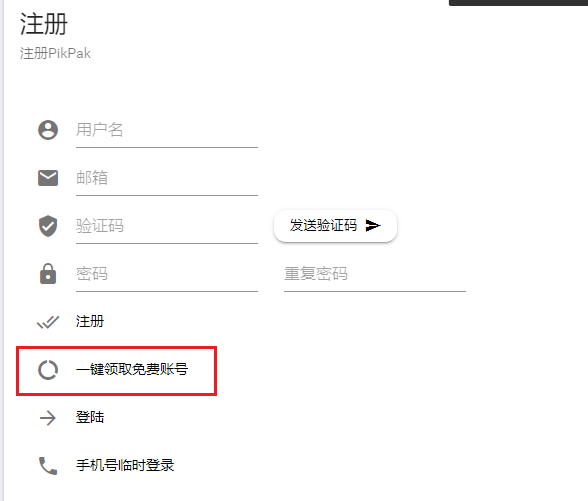 注册
注册PikPak
用户名
邮箱
验证码
发送验证码
密码
重复密码
注册
一键领取免费账号
登陆
手机号临时登录